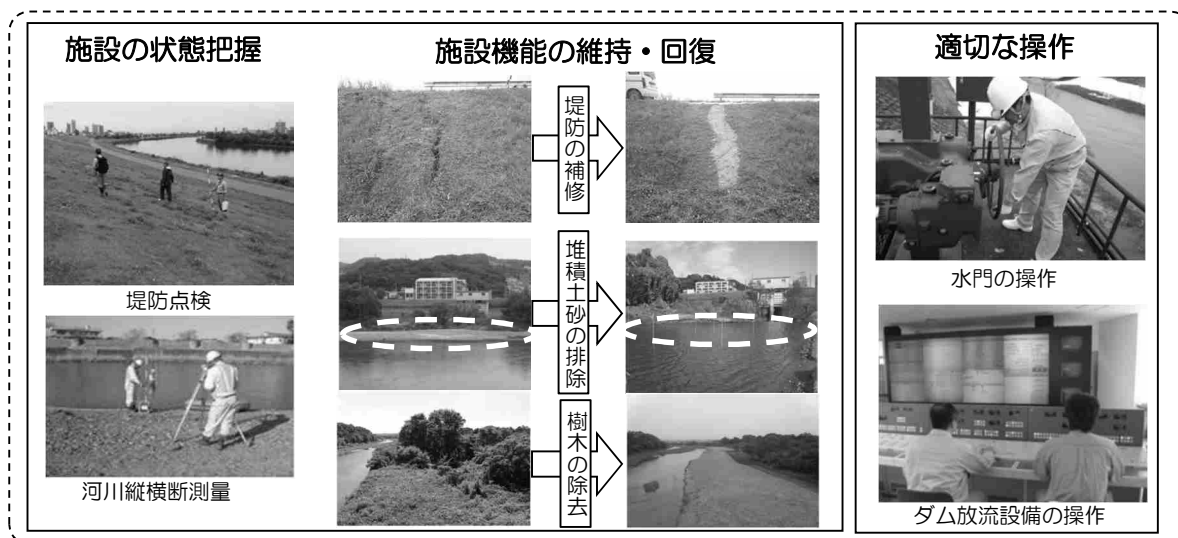 施設の状態把握
堤防点検
河川縦横断測量
施設機能の維持・回復
堤防の補修
堆積土砂の排除
樹木の除去
適切な操作
水門の操作
ダム放流設備の操作